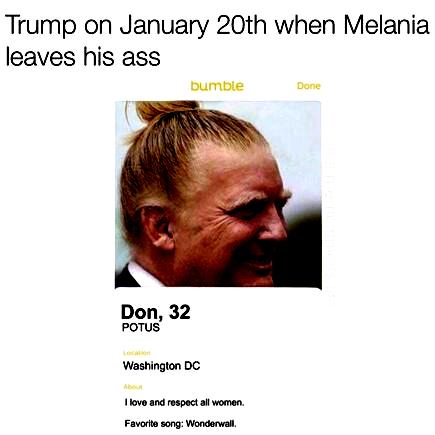 Trump on January 20th when Melania
leaves his ass
bumble
Done
Don, 32
POTUS
Location
Washington DC
About
I love and respect all women.
Favorite song: Wonderwall.